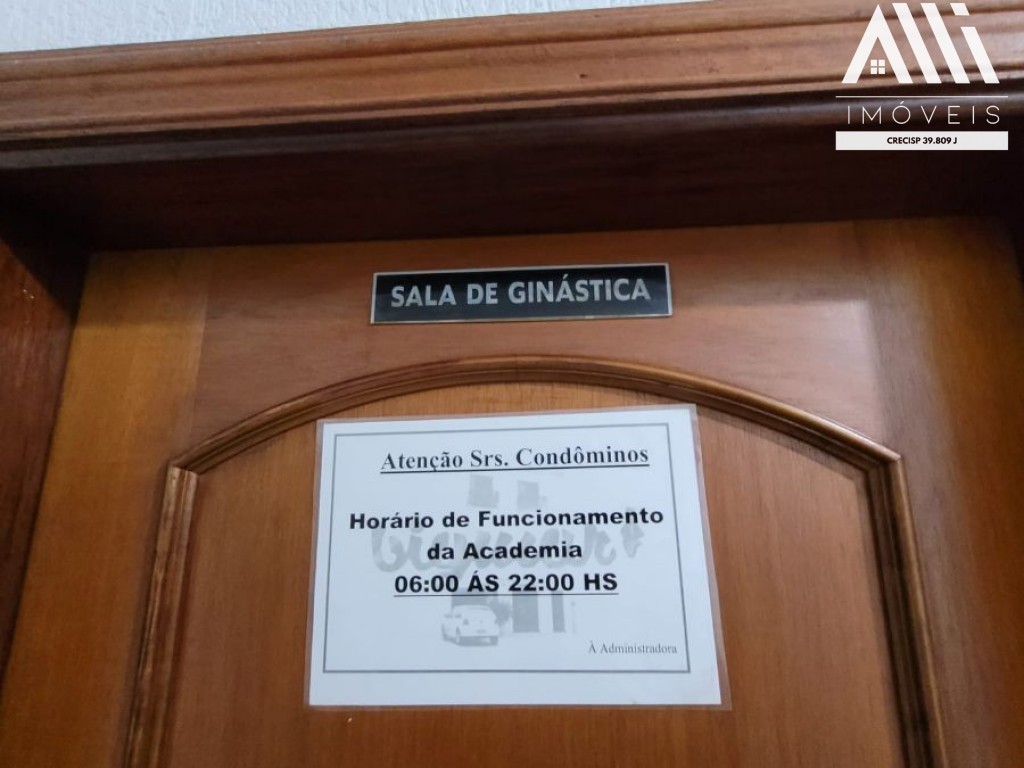 AMI
IMÓVEIS
CRECISP 39.809 J
SALA DE GINÁSTICA
Atenção Srs. Condôminos
Horário de Funcionamento
da Academia
06:00 ÁS 22:00 HS
À Administradora